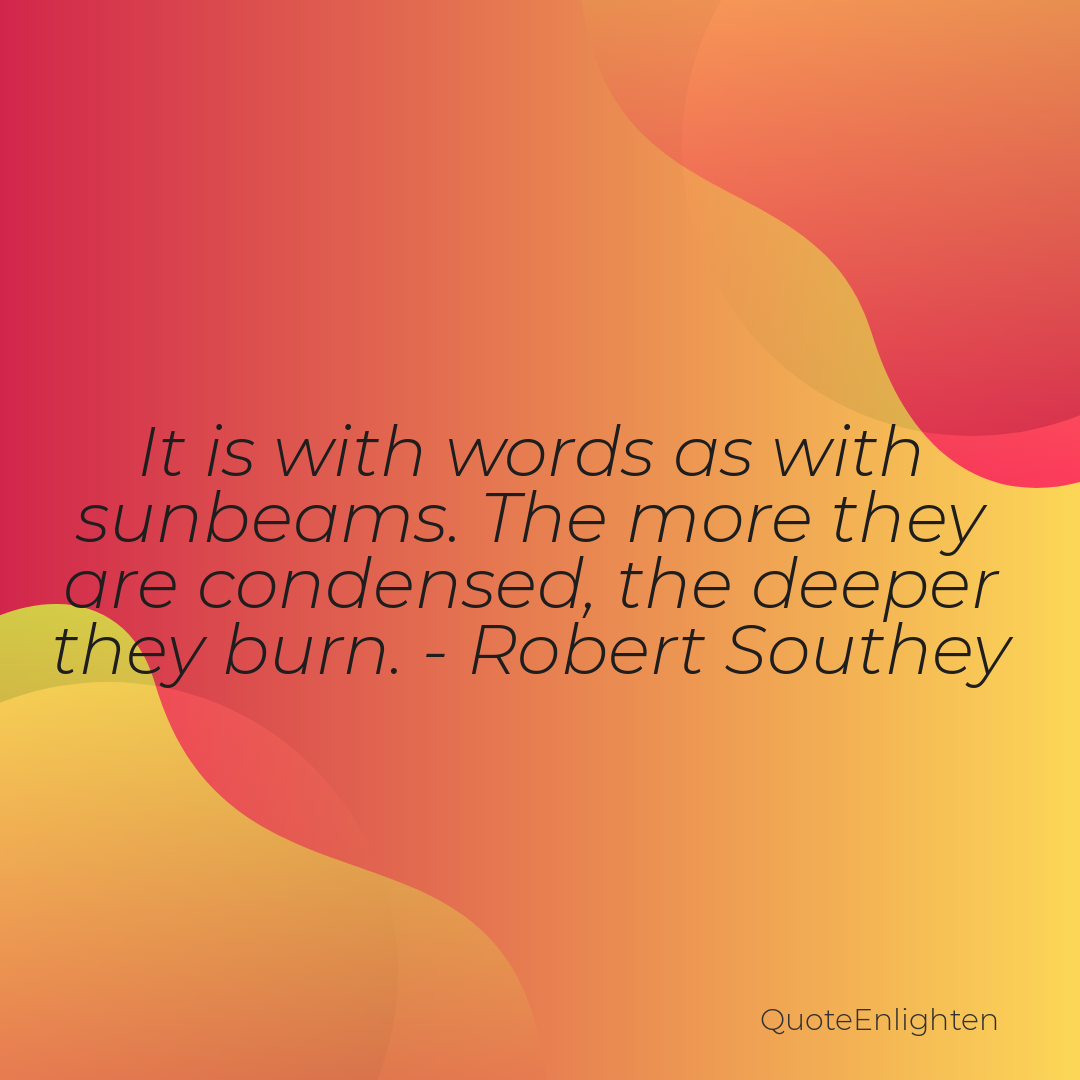 It is with words as with
sunbeams. The more they
are condensed, the deeper
they burn. - Robert Southey
QuoteEnlighten